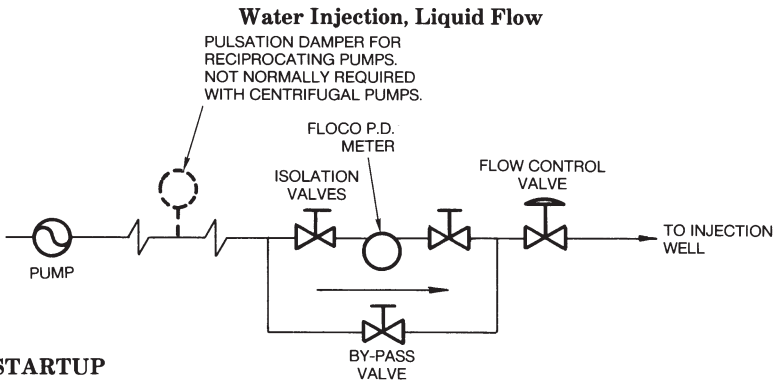 Water Injection, Liquid Flow
PULSATION DAMPER FOR
RECIPROCATING PUMPS.
NOT NORMALLY REQUIRED
WITH CENTRIFUGAL PUMPS.
FLOCO P.D.
METER
ISOLATION
VALVES
FLOW CONTROL
VALVE
TO INJECTION
WELL
PUMP
BY-PASS
VALVE
STARTUP